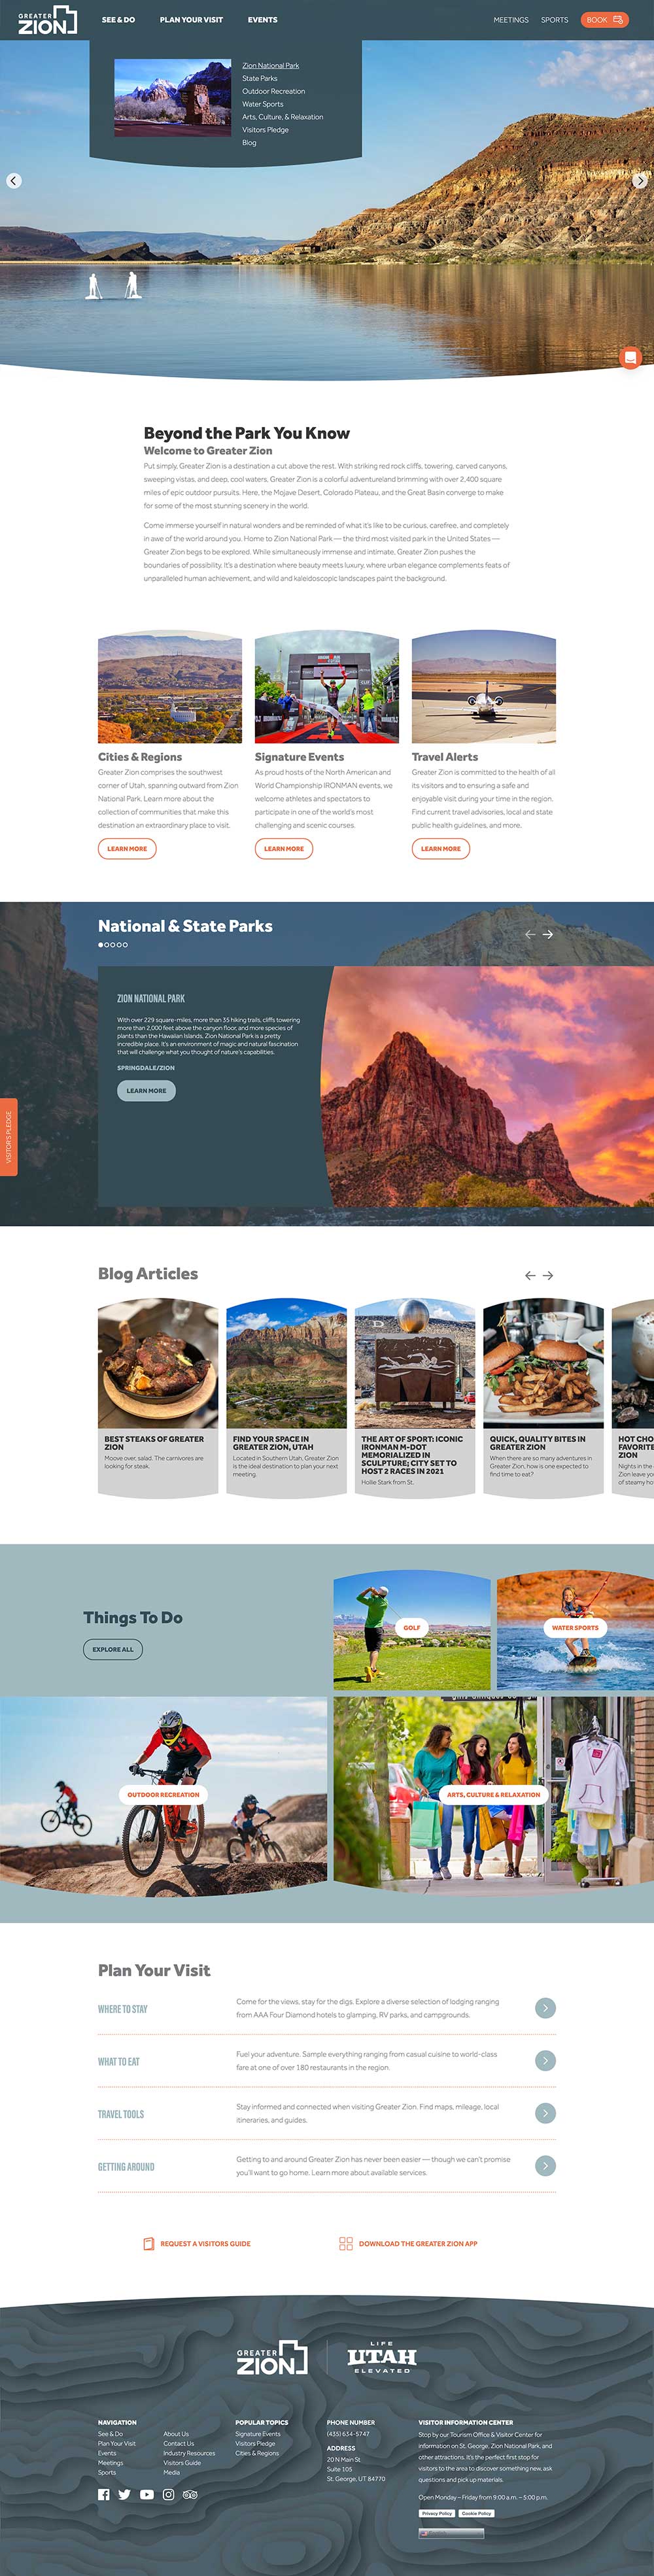 GREATER
ZION
SEE & DO
PLAN YOUR VISIT
EVENTS
MEETINGS
SPORTS
BOOK
Zion National Park
State Parks
Outdoor Recreation
Water Sports
Arts, Culture, & Relaxation
Visitors Pledge
Blog
Beyond the Park You Know
Welcome to Greater Zion
Put simply, Greater Zion is a destination a cut above the rest. With striking red rock cliffs, towering, carved canyons,
sweeping vistas, and deep, cool waters, Greater Zion is a colorful adventureland brimming with over 2,400 square
miles of epic outdoor pursuits. Here, the Mojave Desert, Colorado Plateau, and the Great Basin converge to make
for some of the most stunning scenery in the world.
Come immerse yourself in natural wonders and be reminded of what it's like to be curious, carefree, and completely
in awe of the world around you. Home to Zion National Park — the third most visited park in the United States —
Greater Zion begs to be explored. While simultaneously immense and intimate, Greater Zion pushes the
boundaries of possibility. It's a destination where beauty meets luxury, where urban elegance complements feats of
unparalleled human achievement, and wild and kaleidoscopic landscapes paint the background.
Cities & Regions
Greater Zion comprises the southwest
corner of Utah, spanning outward from Zion
National Park. Learn more about the
collection of communities that make this
destination an extraordinary place to visit.
LEARN MORE
Signature Events
As proud hosts of the North American and
World Championship IRONMAN events, we
welcome athletes and spectators to
participate in one of the world's most
challenging and scenic courses.
LEARN MORE
Travel Alerts
Greater Zion is committed to the health of all
its visitors and to ensuring a safe and
enjoyable visit during your time in the region.
Find current travel advisories, local and state
public health guidelines, and more.
LEARN MORE
National & State Parks
ZION NATIONAL PARK
With over 229 square-miles, more than 35 hiking trails, cliffs towering
more than 2,000 feet above the canyon floor, and more species of
plants than the Hawaiian Islands, Zion National Park is a pretty
incredible place. It's an environment of magic and natural fascination
that will challenge what you thought of nature's capabilities.
SPRINGDALE/ZION
LEARN MORE
VISITOR'S PLEDGE
Blog Articles
BEST STEAKS OF GREATER
ZION
Moove over, salad. The carnivores are
looking for steak.
FIND YOUR SPACE IN
GREATER ZION, UTAH
Located in Southern Utah, Greater Zion
is the ideal destination to plan your next
meeting.
THE ART OF SPORT: ICONIC
IRONMAN M-DOT
MEMORIALIZED IN
SCULPTURE; CITY SET TO
HOST 2 RACES IN 2021
Hollie Stark from St.
QUICK, QUALITY BITES IN
GREATER ZION
When there are so many adventures in
Greater Zion, how is one expected to
find time to eat?
HOT CHO
FAVORITE
ZION
Nights in the
Zion leave yo
of steamy ho
Things To Do
EXPLORE ALL
GOLF
WATER SPORTS
OUTDOOR RECREATION
ARTS, CULTURE & RELAXATION
Plan Your Visit
WHERE TO STAY
Come for the views, stay for the digs. Explore a diverse selection of lodging ranging
from AAA Four Diamond hotels to glamping, RV parks, and campgrounds.
WHAT TO EAT
Fuel your adventure. Sample everything ranging from casual cuisine to world-class
fare at one of over 180 restaurants in the region.
TRAVEL TOOLS
Stay informed and connected when visiting Greater Zion. Find maps, mileage, local
itineraries, and guides.
GETTING AROUND
Getting to and around Greater Zion has never been easier — though we can't promise
you'll want to go home. Learn more about available services.
REQUEST A VISITORS GUIDE
DOWNLOAD THE GREATER ZION APP
GREATER
ZION
LIFE
UTAH
ELEVATED
NAVIGATION
See & Do
Plan Your Visit
Events
Meetings
Sports
About Us
Contact Us
Industry Resources
Visitors Guide
Media
POPULAR TOPICS
Signature Events
Visitors Pledge
Cities & Regions
PHONE NUMBER
(435) 634-5747
ADDRESS
20 N Main St
Suite 105
St. George, UT 84770
VISITOR INFORMATION CENTER
Stop by our Tourism Office & Visitor Center for
information on St. George, Zion National Park, and
other attractions. It's the perfect first stop for
visitors to the area to discover something new, ask
questions and pick up materials.
Open Monday – Friday from 9:00 a.m. – 5:00 p.m.
Privacy Policy
Cookie Policy